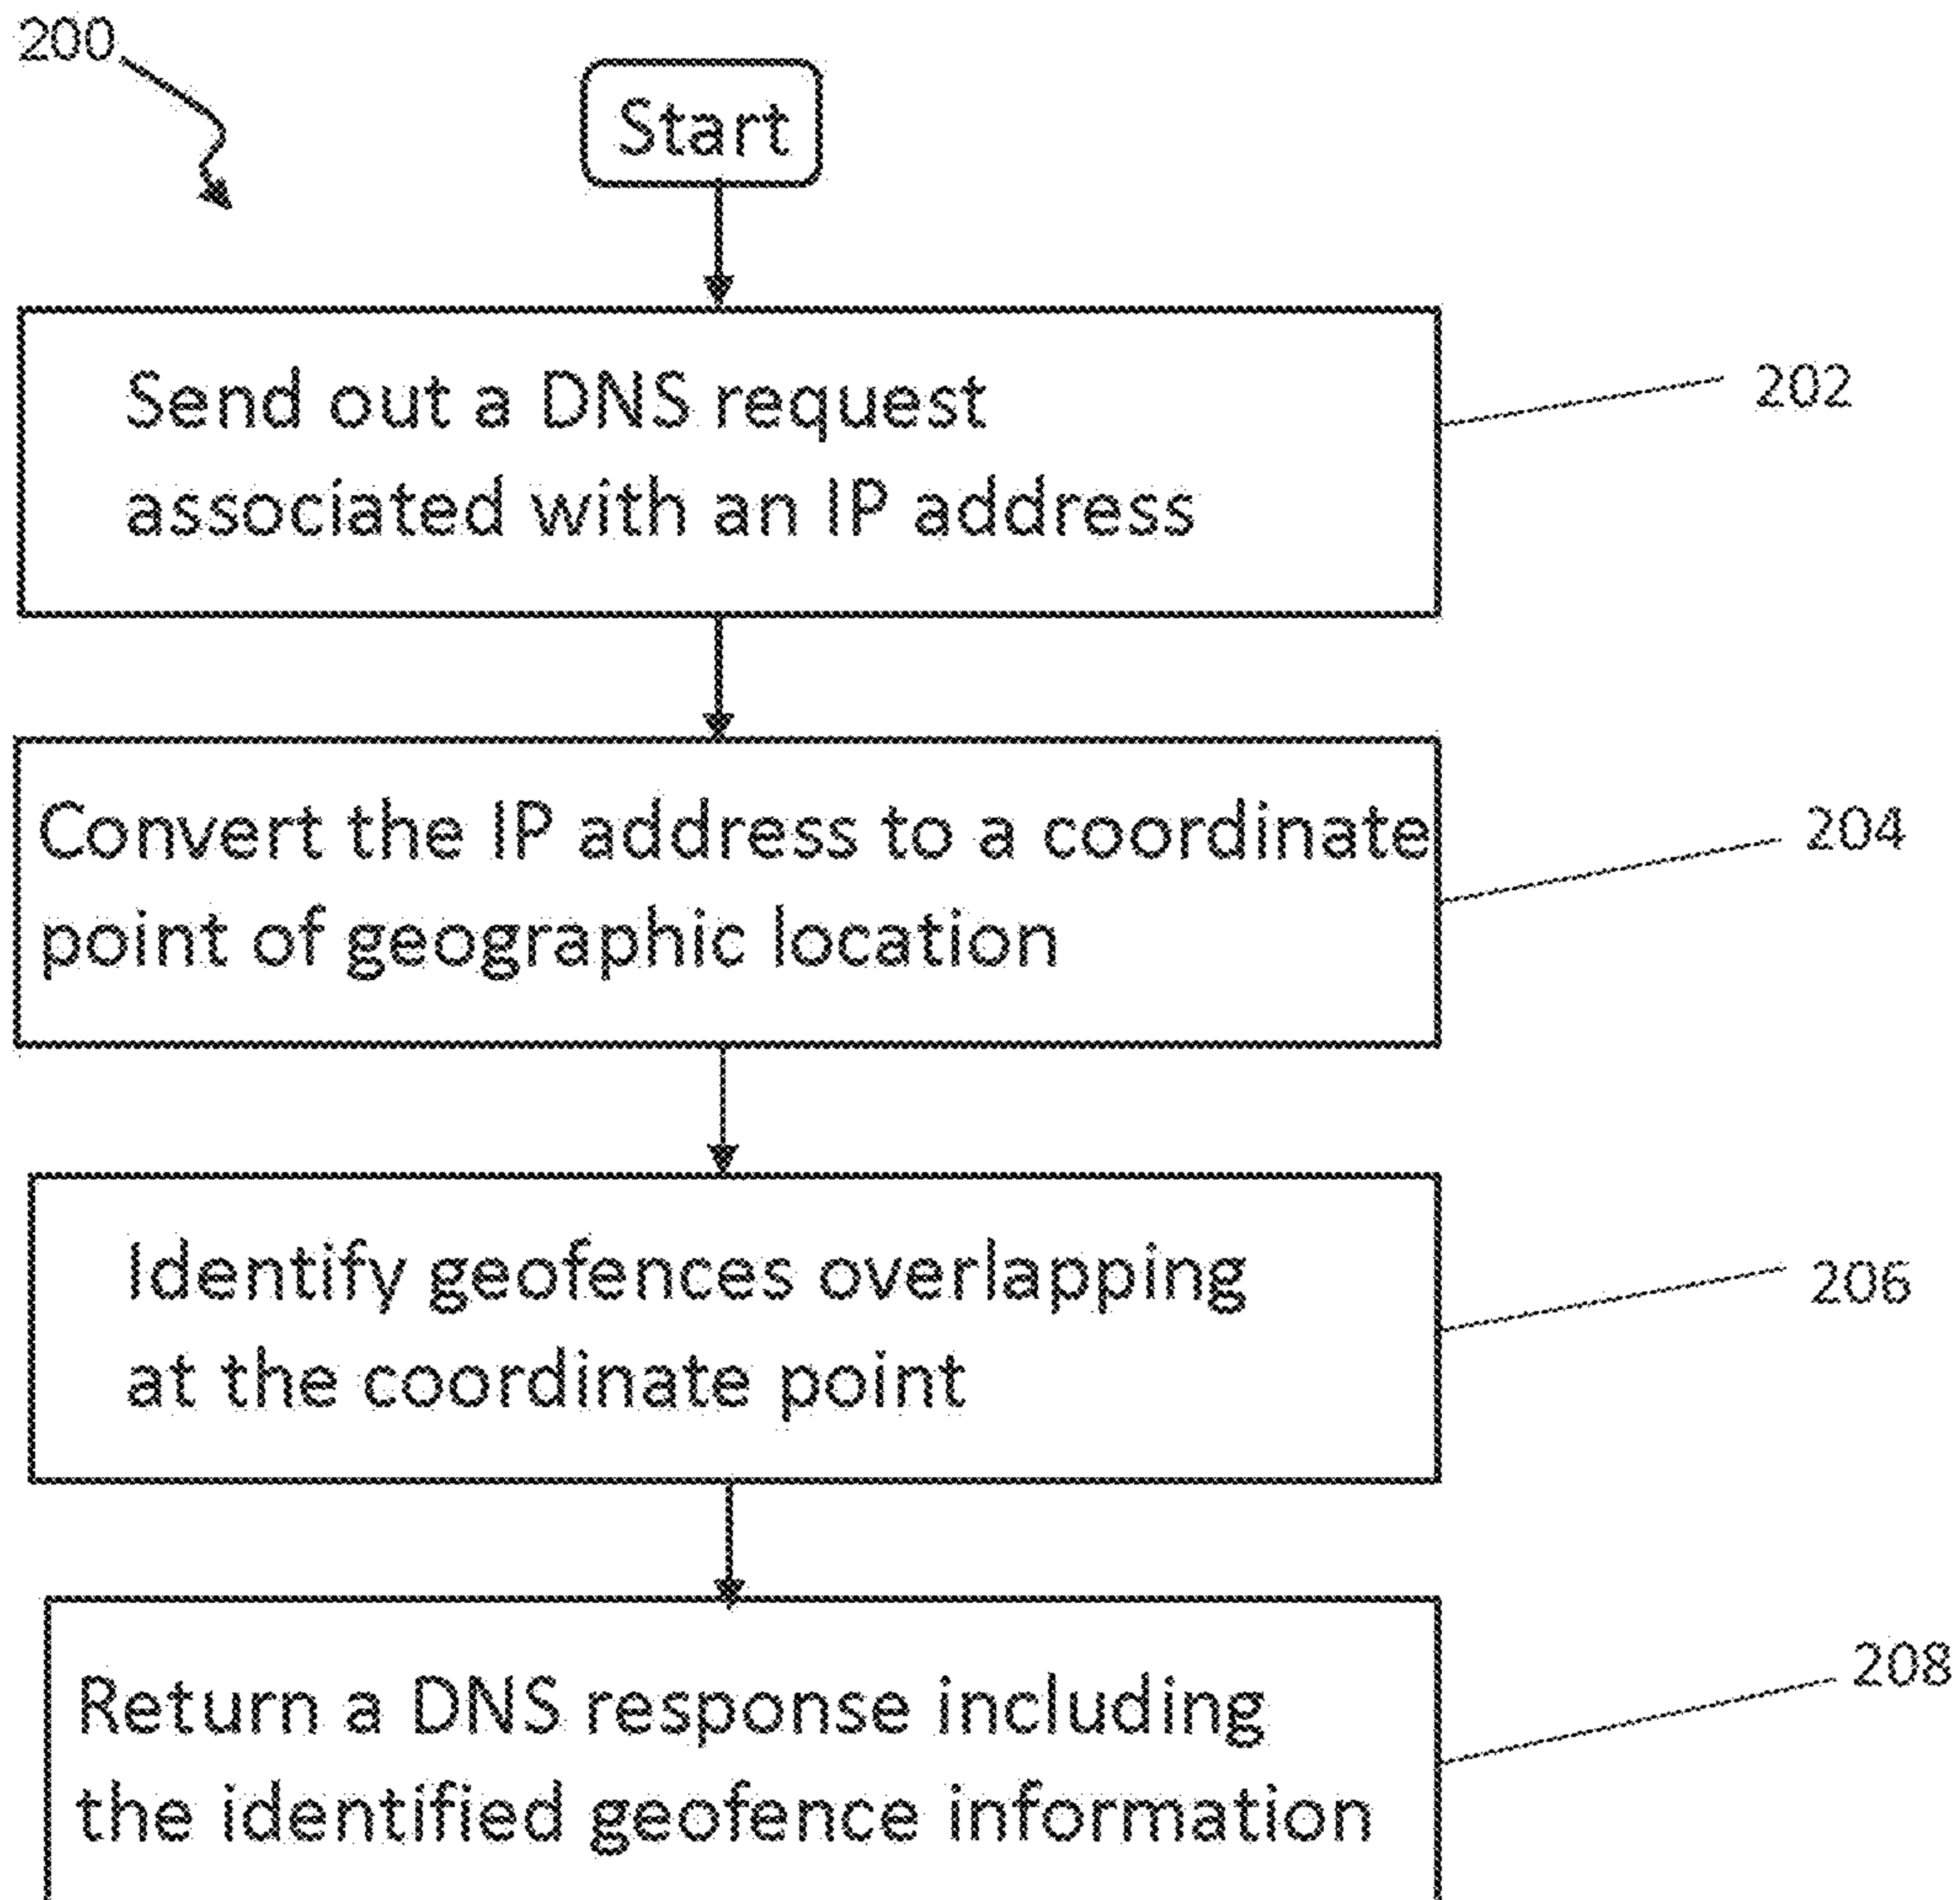 200
Start
Send out a DNS request
associated with an IP address
202
Convert the IP address to a coordinate
point of geographic location
204
Identify geofences overlapping
at the coordinate point
206
Return a DNS response including
the identified geofence information
208